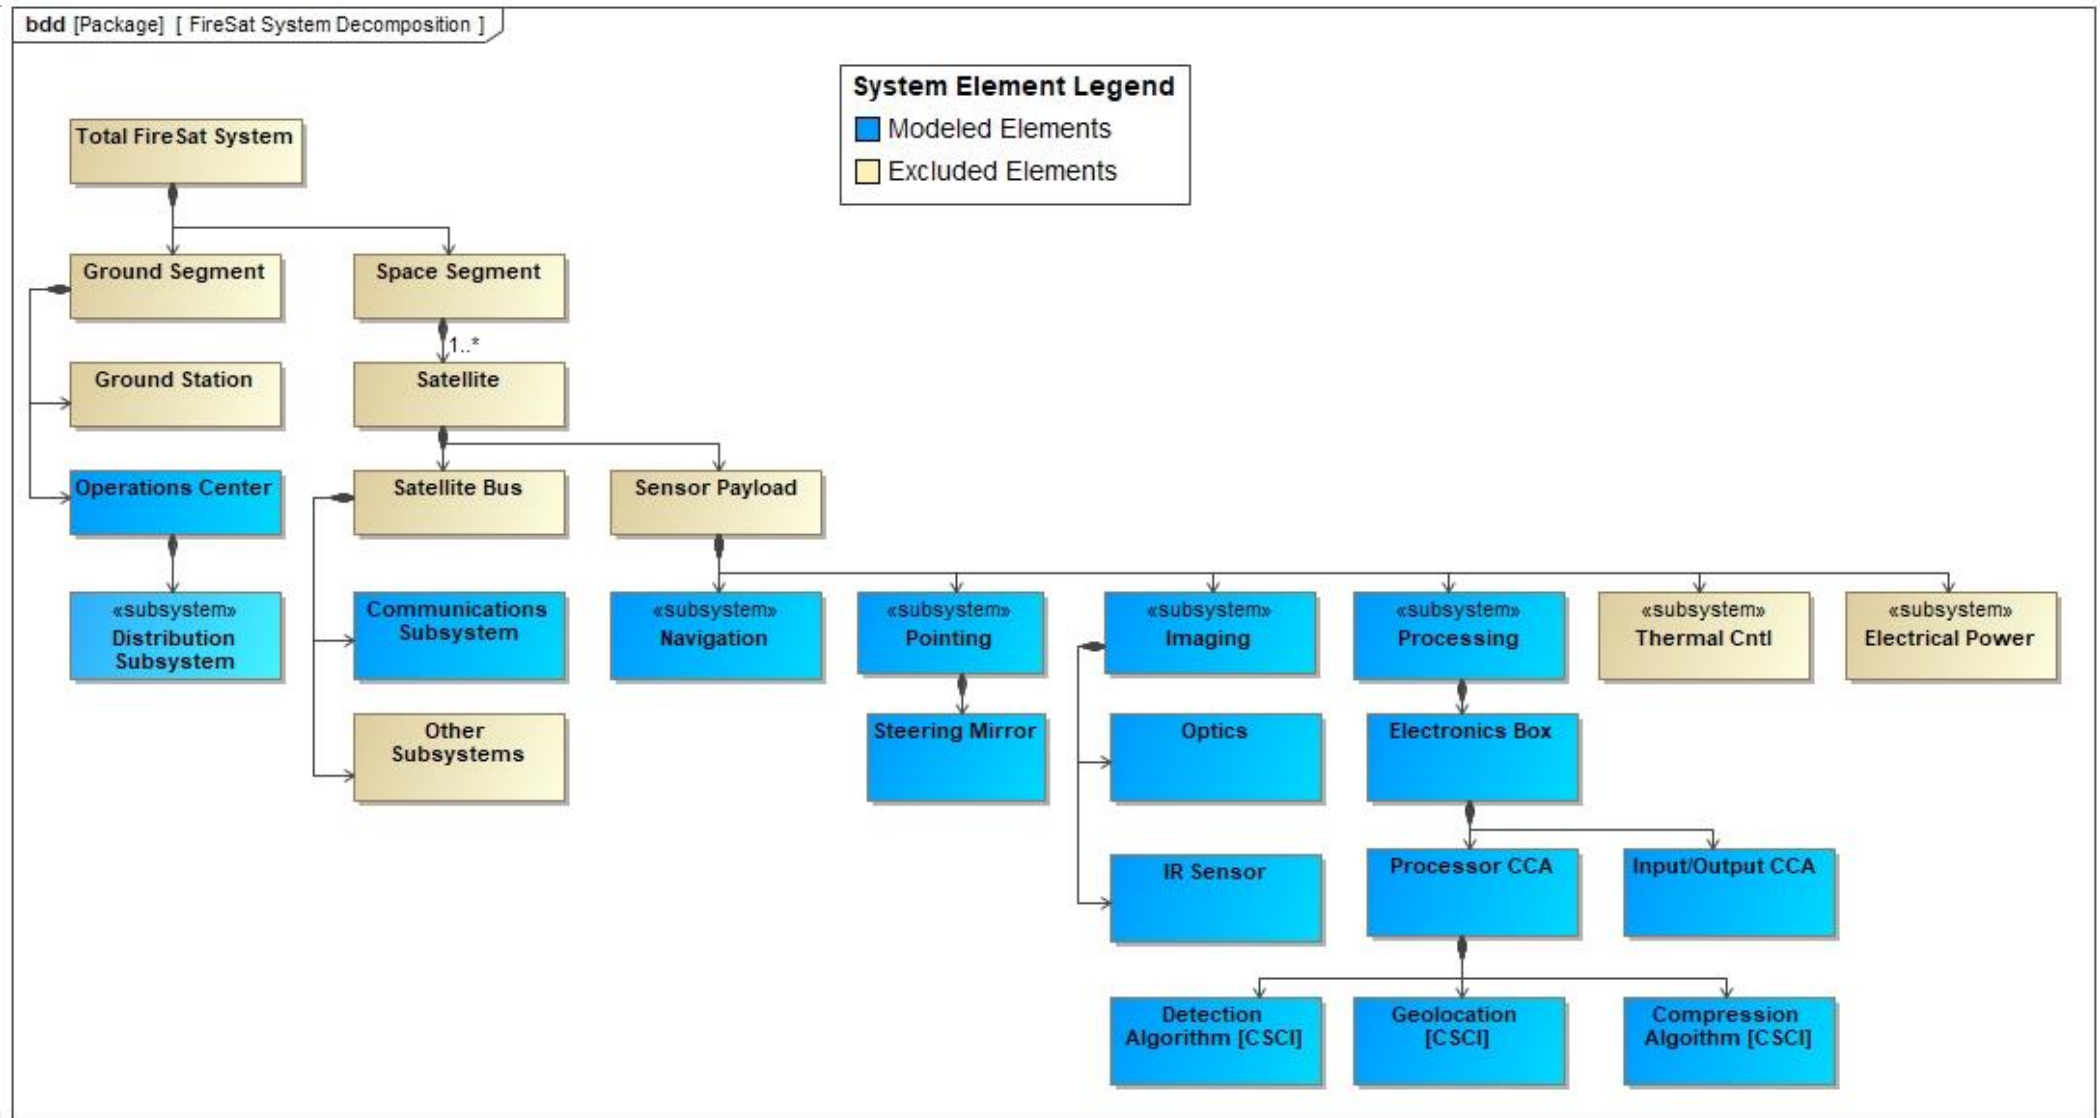 bdd [Package] [ FireSat System Decomposition ]
System Element Legend
Modeled Elements
Excluded Elements
Total FireSat System
Ground Segment
Space Segment
1..*
Ground Station
Satellite
Operations Center
Satellite Bus
Sensor Payload
«subsystem»
Distribution
Subsystem
Communications
Subsystem
«subsystem»
Navigation
«subsystem»
Pointing
«subsystem»
Imaging
«subsystem»
Processing
«subsystem»
Thermal Cntl
«subsystem»
Electrical Power
Other
Subsystems
Steering Mirror
Optics
Electronics Box
IR Sensor
Processor CCA
Input/Output CCA
Detection
Algorithm [CSCI]
Geolocation
[CSCI]
Compression
Algoithm [CSCI]